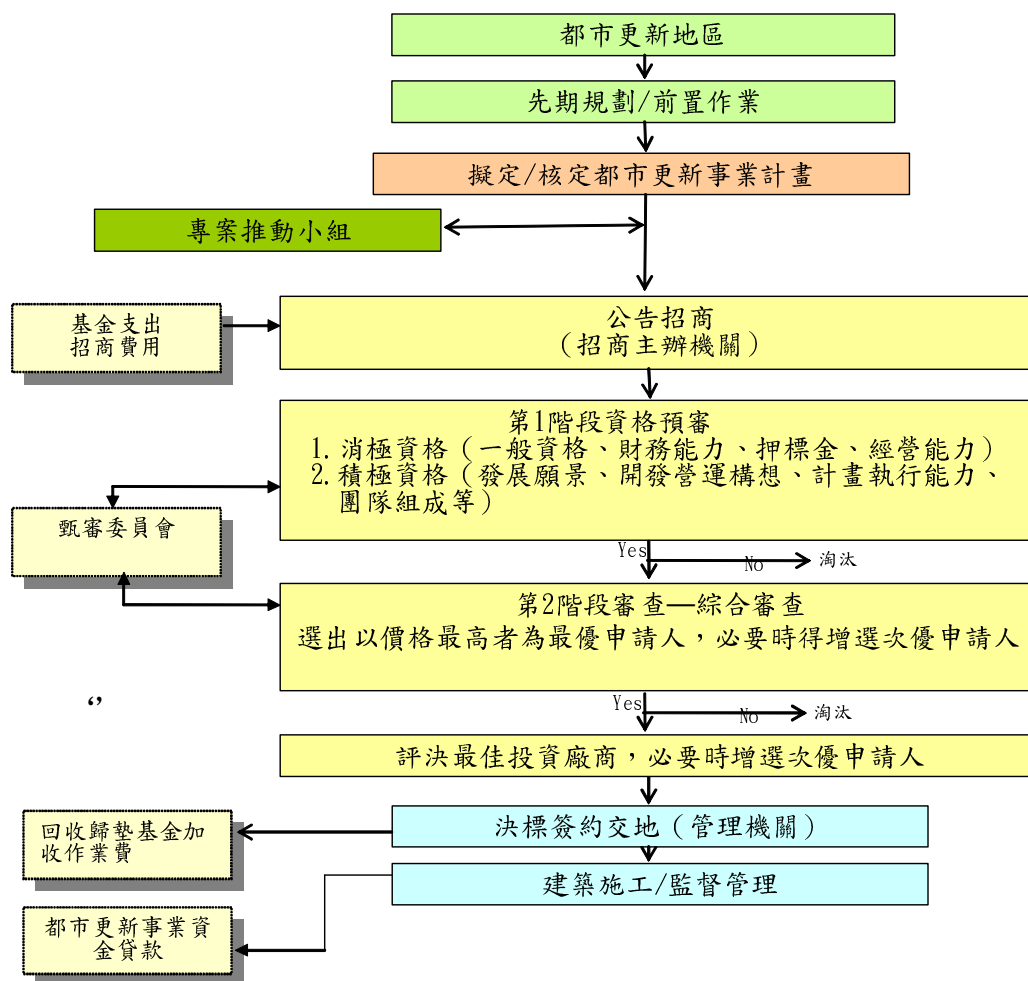 都市更新地區
先期規劃/前置作業
擬定/核定都市更新事業計畫
專案推動小組
基金支出
招商費用
公告招商
（招商主辦機關）
第1階段資格預審
1. 消極資格（一般資格、財務能力、押標金、經營能力）
2. 積極資格（發展願景、開發營運構想、計畫執行能力、
團隊組成等）
甄審委員會
Yes
No
淘汰
第2階段審查—綜合審查
選出以價格最高者為最優申請人，必要時得增選次優申請人
“”
Yes
No
淘汰
評決最佳投資廠商，必要時增選次優申請人
決標簽約交地（管理機關）
回收歸墊基金加
收作業費
建築施工/監督管理
都市更新事業資
金貸款